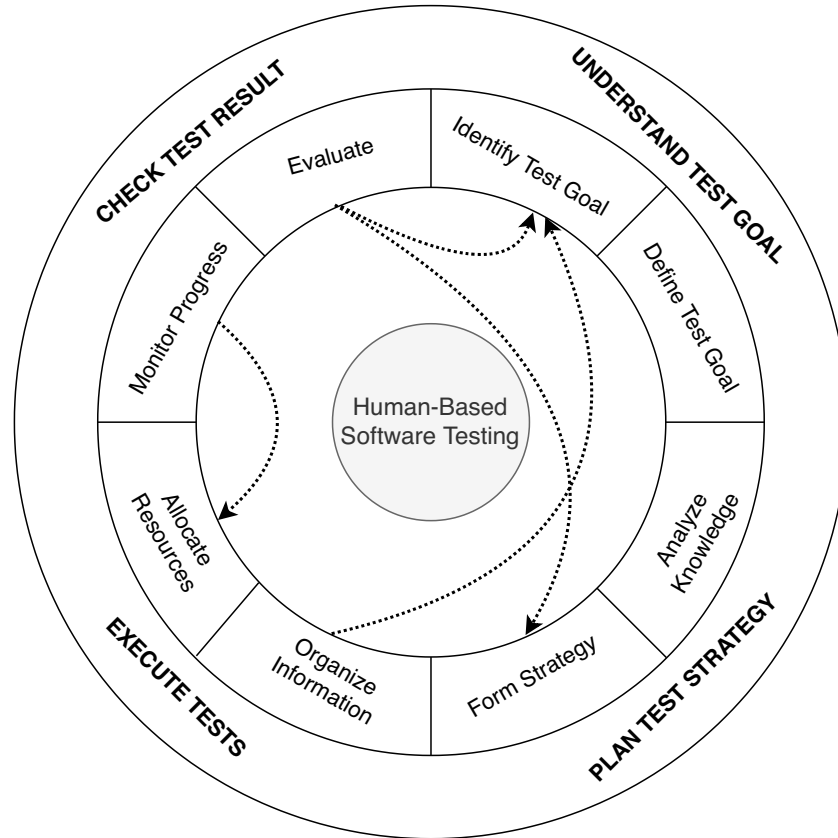 UNDERSTAND TEST GOAL
Identify Test Goal
Define Test Goal
PLAN TEST STRATEGY
Analyze
Knowledge
Form Strategy
EXECUTE TESTS
Organize
Information
Allocate
Resources
CHECK TEST RESULT
Monitor Progress
Evaluate
Human-Based
Software Testing